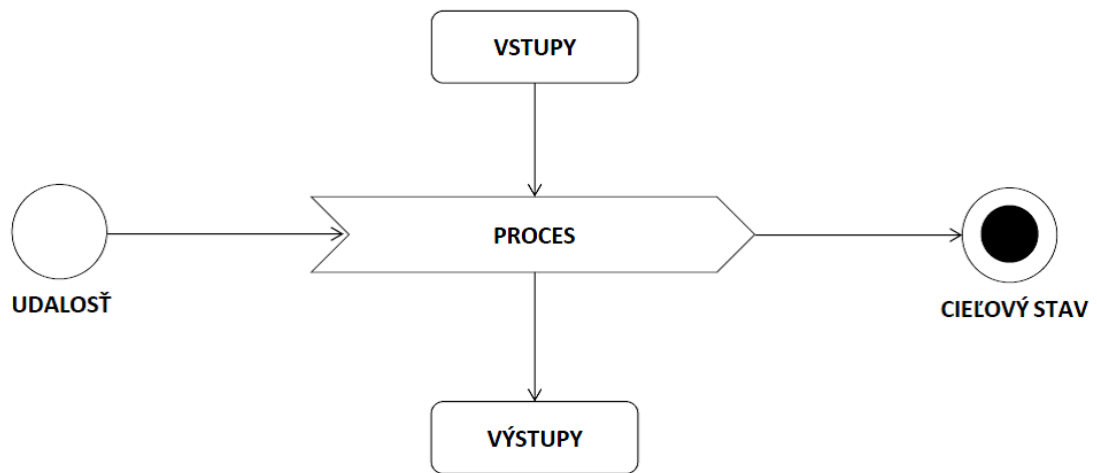 VSTUPY
PROCES
UDALOSŤ
CIEĽOVÝ STAV
VÝSTUPY